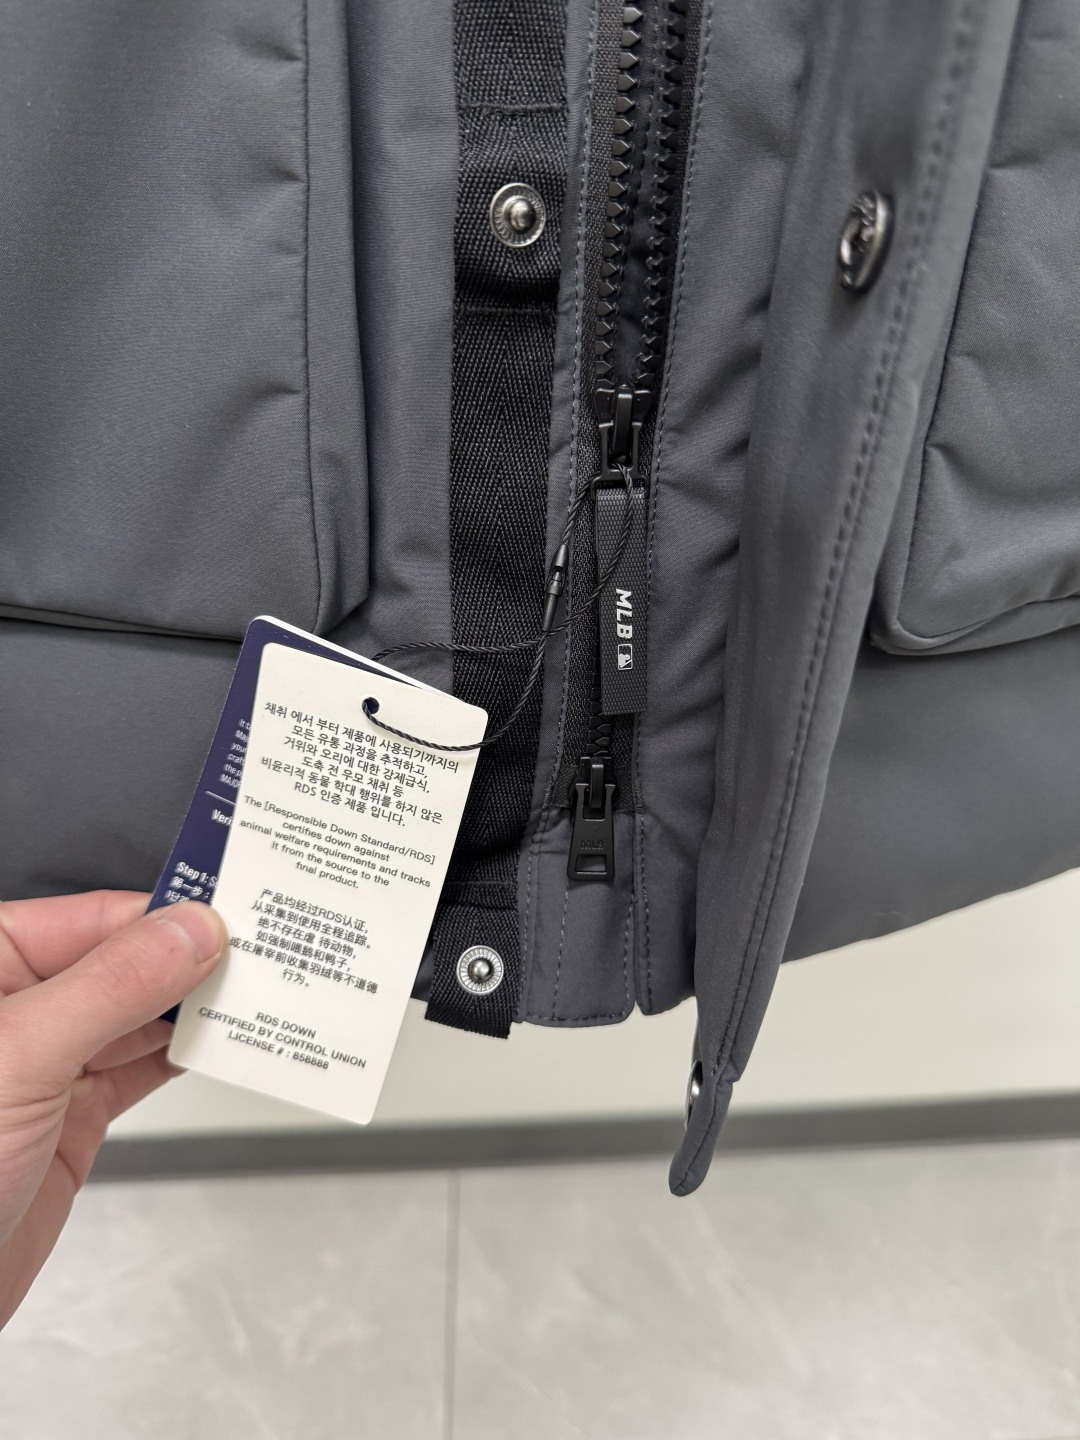 MLB
채취 에서 부터 제품에 사용되기까지의
모든 유통 과정을 추적하고,
거위와 오리에 대한 강제급식,
도축 전 우모 채취 등
비윤리적 동물 학대 행위를 하지 않은
RDS 인증 제품 입니다.
The [Responsible Down Standard/RDS]
certifies down against
animal welfare requirements and tracks
it from the source to the
final product.
产品均经过RDS认证,
从采集到使用全程追踪。
绝不存在虐 待动物,
如强制喂鹅和鸭子,
或在屠宰前收集羽绒等不道德
行为。
RDS DOWN
CERTIFIED BY CONTROL UNION
LICENSE # : 858888
Step 1: S
第一步: